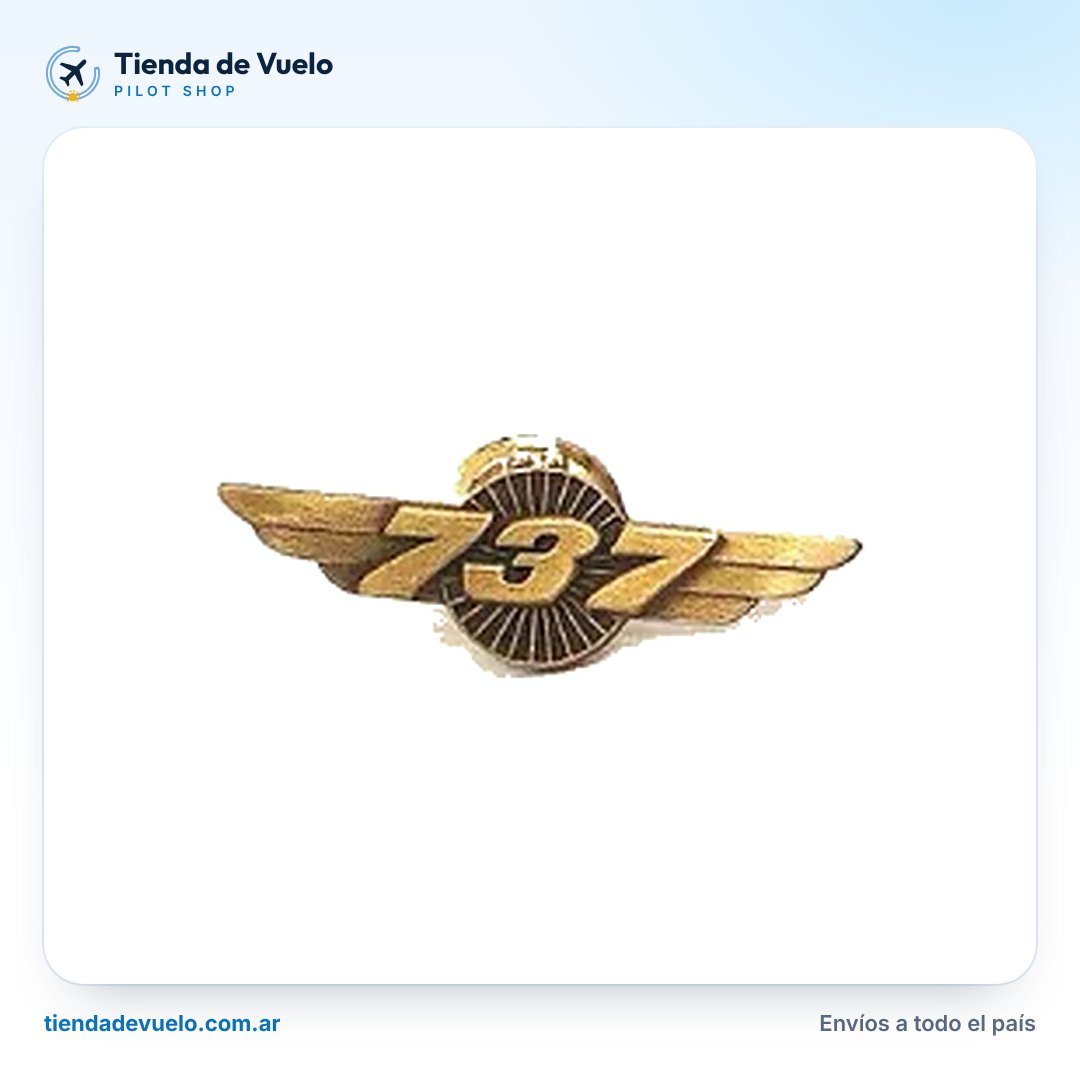 Tienda de Vuelo
PILOT SHOP
737
tiendadevuelo.com.ar
Envíos a todo el país